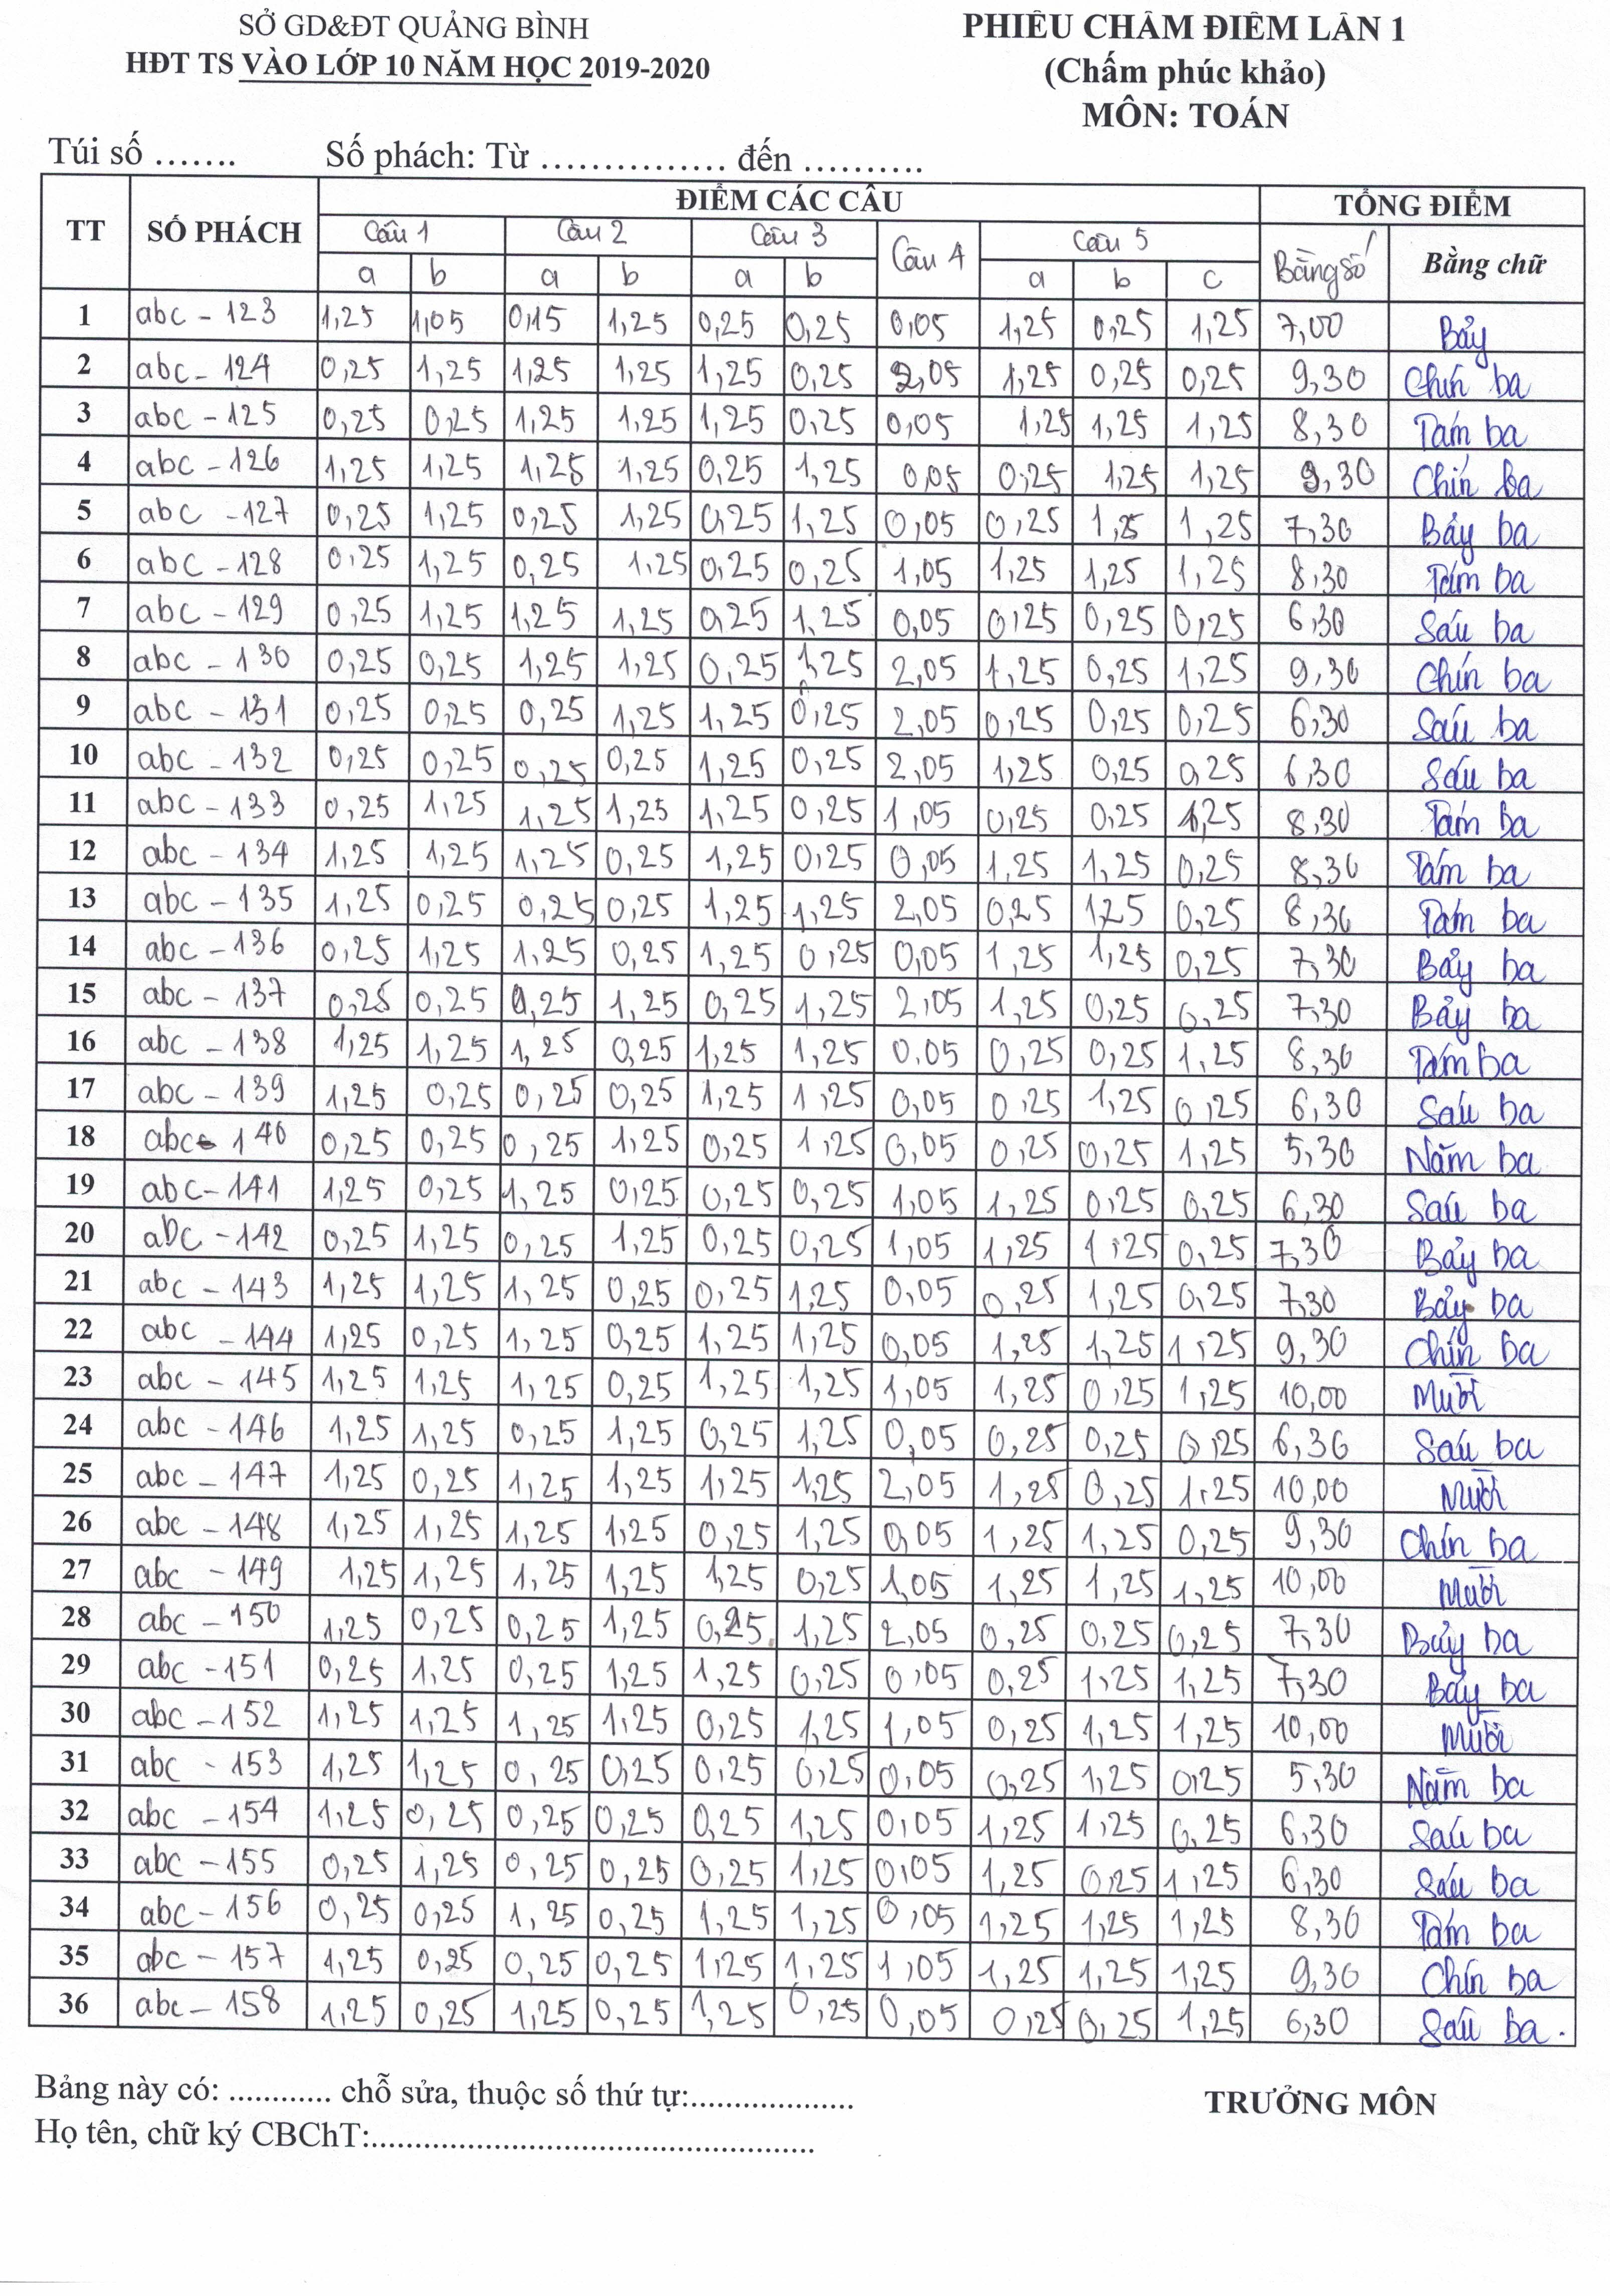 SỞ GD&ĐT QUẢNG BÌNH
HĐT TS VÀO LỚP 10 NĂM HỌC 2019-2020
PHIẾU CHẤM ĐIỂM LẦN 1
(Chấm phúc khảo)
MÔN: TOÁN
Túi số ....... Số phách: Từ ............... đến ..........
TT SỐ PHÁCH ĐIỂM CÁC CÂU TỔNG ĐIỂM
Câu 1 Câu 2 Câu 3 Câu 4 Câu 5 Bằng số Bằng chữ
a b a b a b a b c
1 abc - 123 1,25 1,05 0,15 1,25 0,25 0,25 0,05 1,25 0,25 1,25 7,00 Bảy
2 abc - 124 0,25 1,25 1,25 1,25 1,25 0,25 2,05 1,25 0,25 0,25 9,30 Chín ba
3 abc - 125 0,25 0,25 1,25 1,25 1,25 0,25 0,05 1,25 1,25 1,25 8,30 Tám ba
4 abc - 126 1,25 1,25 1,25 1,25 0,25 1,25 0,05 0,25 1,25 1,25 9,30 Chín ba
5 abc - 127 0,25 1,25 0,25 1,25 0,25 1,25 0,05 0,25 1,25 1,25 7,30 Bảy ba
6 abc - 128 0,25 1,25 0,25 1,25 0,25 0,25 1,05 1,25 1,25 1,25 8,30 Tám ba
7 abc - 129 0,25 1,25 1,25 1,25 0,25 1,25 0,05 0,25 0,25 0,25 6,30 Sáu ba
8 abc - 130 0,25 0,25 1,25 1,25 0,25 1,25 2,05 1,25 0,25 1,25 9,30 Chín ba
9 abc - 131 0,25 0,25 0,25 1,25 1,25 0,25 2,05 0,25 0,25 0,25 6,30 Sáu ba
10 abc - 132 0,25 0,25 0,25 0,25 1,25 0,25 2,05 1,25 0,25 0,25 6,30 Sáu ba
11 abc - 133 0,25 1,25 1,25 1,25 1,25 0,25 1,05 0,25 0,25 1,25 8,30 Tám ba
12 abc - 134 1,25 1,25 1,25 0,25 1,25 0,25 0,05 1,25 1,25 0,25 8,30 Tám ba
13 abc - 135 1,25 0,25 0,25 0,25 1,25 1,25 2,05 0,25 1,25 0,25 8,30 Tám ba
14 abc - 136 0,25 1,25 1,25 0,25 1,25 0,25 0,05 1,25 1,25 0,25 7,30 Bảy ba
15 abc - 137 0,25 0,25 0,25 1,25 0,25 1,25 2,05 1,25 0,25 0,25 7,30 Bảy ba
16 abc - 138 1,25 1,25 1,25 0,25 1,25 1,25 0,05 0,25 0,25 1,25 8,30 Tám ba
17 abc - 139 1,25 0,25 0,25 0,25 1,25 1,25 0,05 0,25 1,25 0,25 6,30 Sáu ba
18 abc - 140 0,25 0,25 0,25 1,25 0,25 1,25 0,05 0,25 0,25 1,25 5,30 Năm ba
19 abc - 141 1,25 0,25 1,25 0,25 0,25 0,25 1,05 1,25 0,25 0,25 6,30 Sáu ba
20 abc - 142 0,25 1,25 0,25 1,25 0,25 0,25 1,05 1,25 1,25 0,25 7,30 Bảy ba
21 abc - 143 1,25 1,25 1,25 0,25 0,25 1,25 0,05 0,25 1,25 0,25 7,30 Bảy ba
22 abc - 144 1,25 0,25 1,25 0,25 1,25 1,25 0,05 1,25 1,25 1,25 9,30 Chín ba
23 abc - 145 1,25 1,25 1,25 0,25 1,25 1,25 1,05 1,25 0,25 1,25 10,00 Mười
24 abc - 146 1,25 1,25 0,25 1,25 0,25 1,25 0,05 0,25 0,25 0,25 6,30 Sáu ba
25 abc - 147 1,25 0,25 1,25 1,25 1,25 1,25 2,05 1,25 0,25 1,25 10,00 Mười
26 abc - 148 1,25 1,25 1,25 1,25 0,25 1,25 0,05 1,25 1,25 0,25 9,30 Chín ba
27 abc - 149 1,25 1,25 1,25 1,25 1,25 0,25 1,05 1,25 1,25 1,25 10,00 Mười
28 abc - 150 1,25 0,25 0,25 1,25 0,25 1,25 2,05 0,25 0,25 0,25 7,30 Bảy ba
29 abc - 151 0,25 1,25 0,25 1,25 1,25 0,25 0,05 0,25 1,25 1,25 7,30 Bảy ba
30 abc - 152 1,25 1,25 1,25 1,25 0,25 1,25 1,05 0,25 1,25 1,25 10,00 Mười
31 abc - 153 1,25 1,25 0,25 0,25 0,25 0,25 0,05 0,25 1,25 0,25 5,30 Năm ba
32 abc - 154 1,25 0,25 0,25 0,25 0,25 1,25 0,05 1,25 1,25 0,25 6,30 Sáu ba
33 abc - 155 0,25 1,25 0,25 0,25 0,25 1,25 0,05 1,25 0,25 1,25 6,30 Sáu ba
34 abc - 156 0,25 0,25 1,25 0,25 1,25 1,25 0,05 1,25 1,25 1,25 8,30 Tám ba
35 abc - 157 1,25 0,25 0,25 0,25 1,25 1,25 1,05 1,25 1,25 1,25 9,30 Chín ba
36 abc - 158 1,25 0,25 1,25 0,25 1,25 0,25 0,05 0,25 0,25 1,25 6,30 Sáu ba.
Bảng này có: ............ chỗ sửa, thuộc số thứ tự:...................
TRƯỞNG MÔN
Họ tên, chữ ký CBChT:...................................................